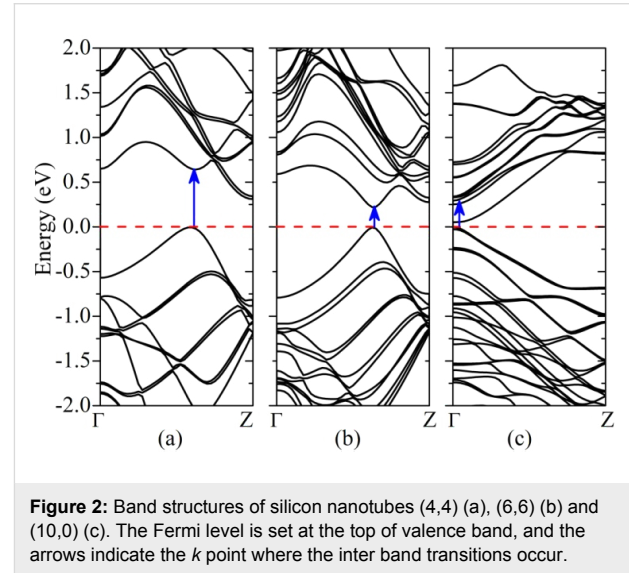 2.0
1.5
1.0
0.5
0.0
-0.5
-1.0
-1.5
-2.0
Energy (eV)
Γ Z Γ Z Γ Z
(a) (b) (c)
Figure 2: Band structures of silicon nanotubes (4,4) (a), (6,6) (b) and
(10,0) (c). The Fermi level is set at the top of valence band, and the
arrows indicate the k point where the inter band transitions occur.